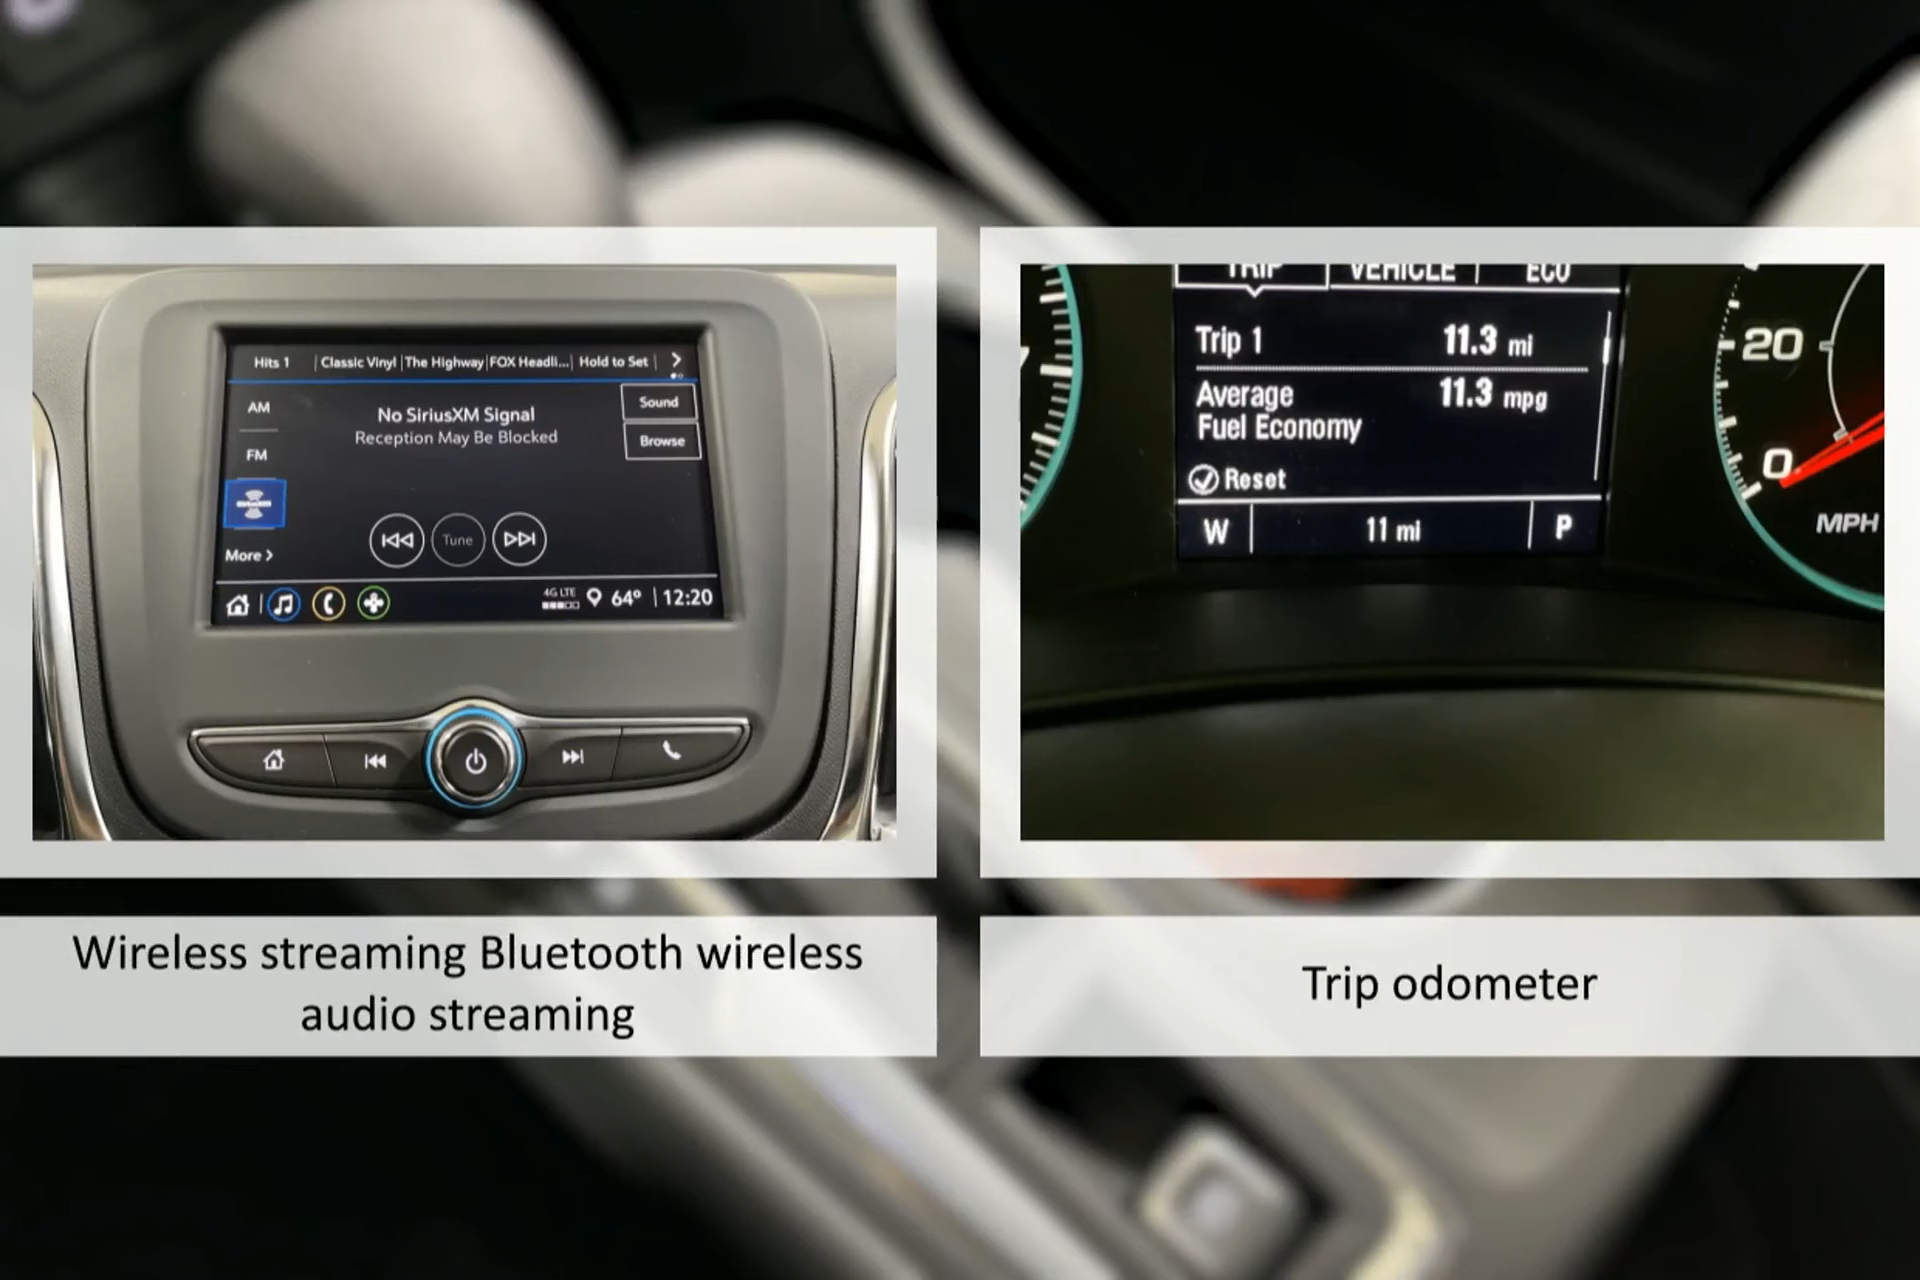 Hits 1 | Classic Vinyl | The Highway | FOX Headli... | Hold to Set
AM
No SiriusXM Signal
Sound
Reception May Be Blocked
Browse
FM
Tune
More >
4G LTE
64° 12:20
TRIP VEHICLE ECO
Trip 1 11.3 mi
Average 11.3 mpg
Fuel Economy
Reset
W 11 mi P
20
0
MPH
Wireless streaming Bluetooth wireless
audio streaming
Trip odometer